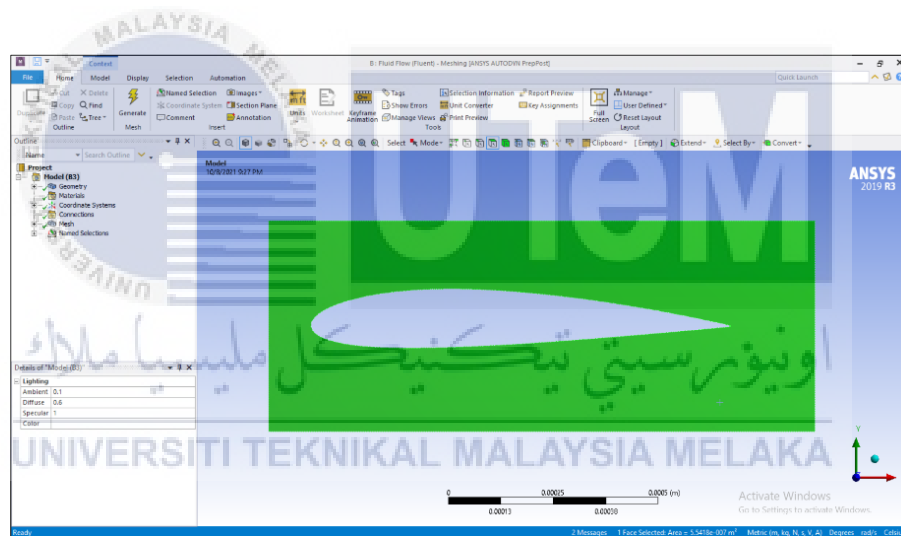 UNIVERSITI TEKNIKAL MALAYSIA MELAKA
UTeM
اونيۏرسيتي تيكنيكل مليسيا ملاك
B : Fluid Flow (Fluent) - Meshing [ANSYS AUTODYN PrepPost]
Context
File Home Model Display Selection Automation
Quick Launch
Duplicate
Cut
Copy
Paste
Delete
Find
Tree
Outline
Generate
Mesh
Named Selection
Coordinate System
Comment
Images
Section Plane
Annotation
Insert
Units
Worksheet
Keyframe Animation
Tags
Show Errors
Manage Views
Selection Information
Unit Converter
Print Preview
Report Preview
Key Assignments
Tools
Full Screen
Manage
User Defined
Reset Layout
Layout
Outline
Select Mode
Clipboard [Empty] Extend Select By Convert
Name Search Outline
Project
Model (B3)
Geometry
Materials
Coordinate Systems
Connections
Mesh
Named Selections
Model
10/8/2021 9:27 PM
ANSYS
2019 R3
Details of "Model (B3)"
Lighting
Ambient 0.1
Diffuse 0.6
Specular 1
Color
UNIVERSITI TEKNIKAL MALAYSIA MELAKA
Y
X
0 0.00025 0.0005 (m)
0.00013 0.00038
Activate Windows
Go to Settings to activate Windows.
Ready
2 Messages 1 Face Selected: Area = 5.5418e-007 m² Metric (m, kg, N, s, V, A) Degrees rad/s Celsiu